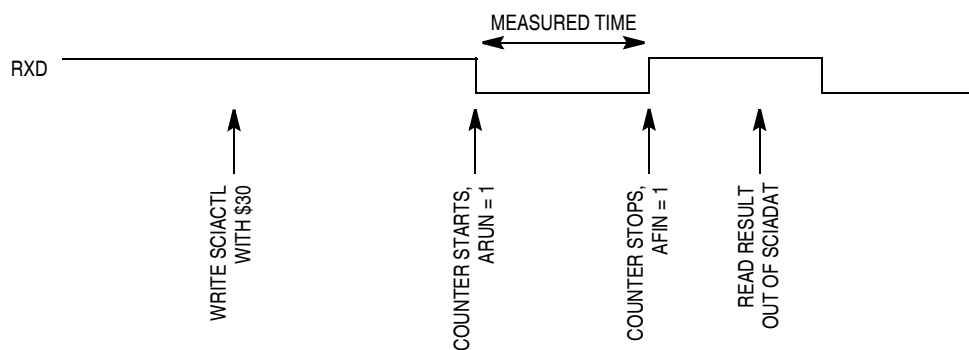 MEASURED TIME
RXD
WRITE SCIACTL
WITH $30
COUNTER STARTS,
ARUN = 1
COUNTER STOPS,
AFIN = 1
READ RESULT
OUT OF SCIADAT